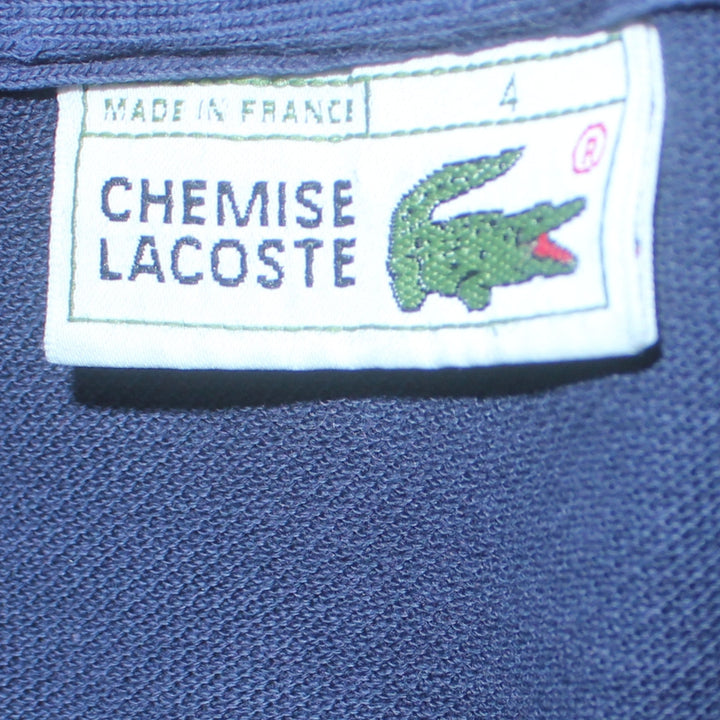 MADE IN FRANCE
4
®
CHEMISE
LACOSTE